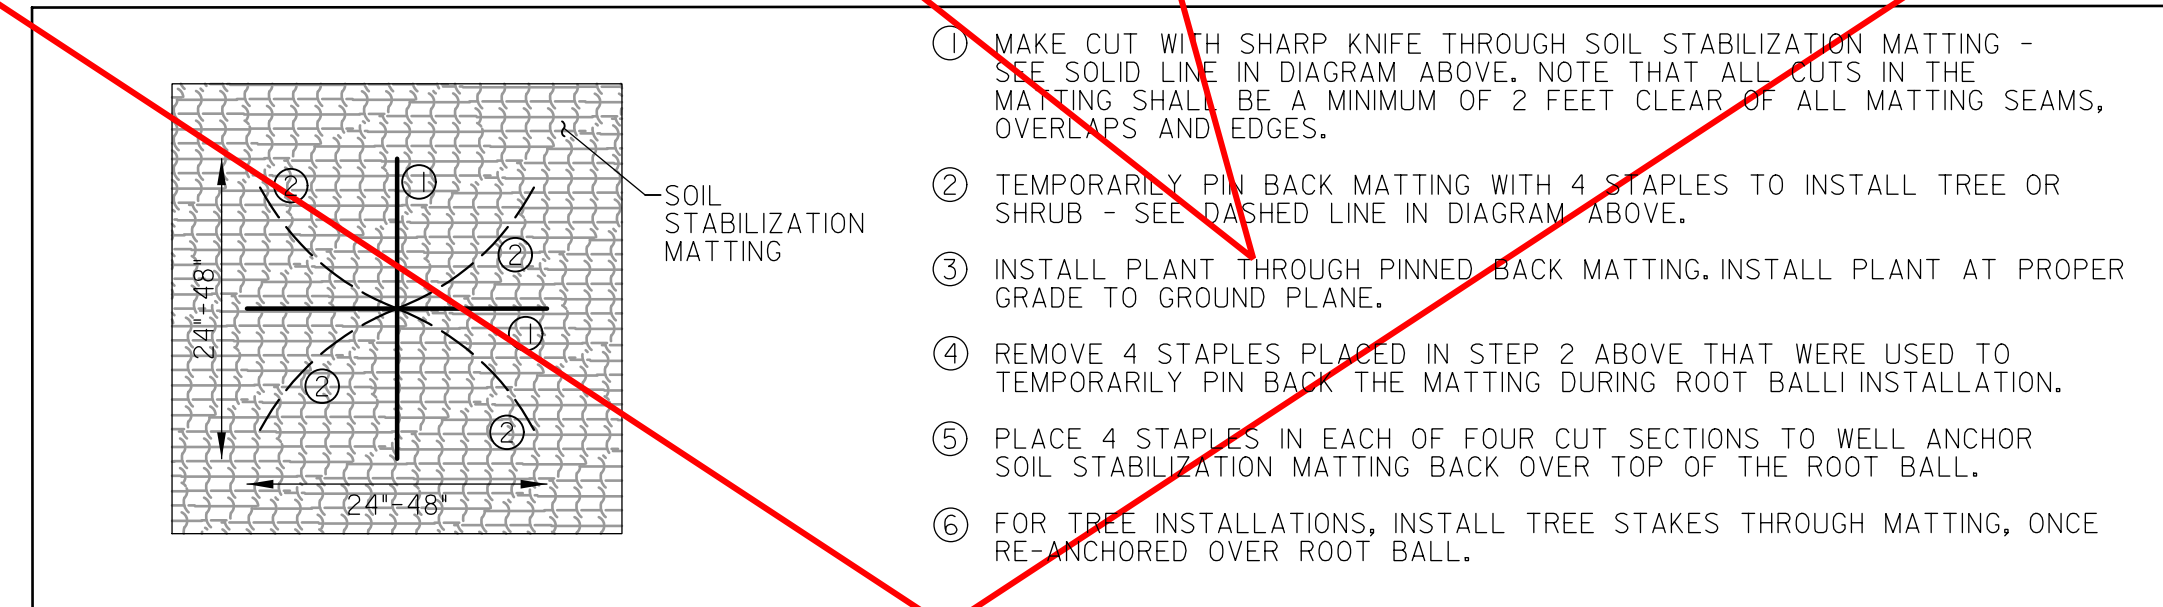 2
1
SOIL
STABILIZATION
MATTING
2
24"-48"
1
2
2
24"-48"
1 MAKE CUT WITH SHARP KNIFE THROUGH SOIL STABILIZATION MATTING -
SEE SOLID LINE IN DIAGRAM ABOVE. NOTE THAT ALL CUTS IN THE
MATTING SHALL BE A MINIMUM OF 2 FEET CLEAR OF ALL MATTING SEAMS,
OVERLAPS AND EDGES.
2 TEMPORARILY PIN BACK MATTING WITH 4 STAPLES TO INSTALL TREE OR
SHRUB - SEE DASHED LINE IN DIAGRAM ABOVE.
3 INSTALL PLANT THROUGH PINNED BACK MATTING. INSTALL PLANT AT PROPER
GRADE TO GROUND PLANE.
4 REMOVE 4 STAPLES PLACED IN STEP 2 ABOVE THAT WERE USED TO
TEMPORARILY PIN BACK THE MATTING DURING ROOT BALLI INSTALLATION.
5 PLACE 4 STAPLES IN EACH OF FOUR CUT SECTIONS TO WELL ANCHOR
SOIL STABILIZATION MATTING BACK OVER TOP OF THE ROOT BALL.
6 FOR TREE INSTALLATIONS, INSTALL TREE STAKES THROUGH MATTING, ONCE
RE-ANCHORED OVER ROOT BALL.